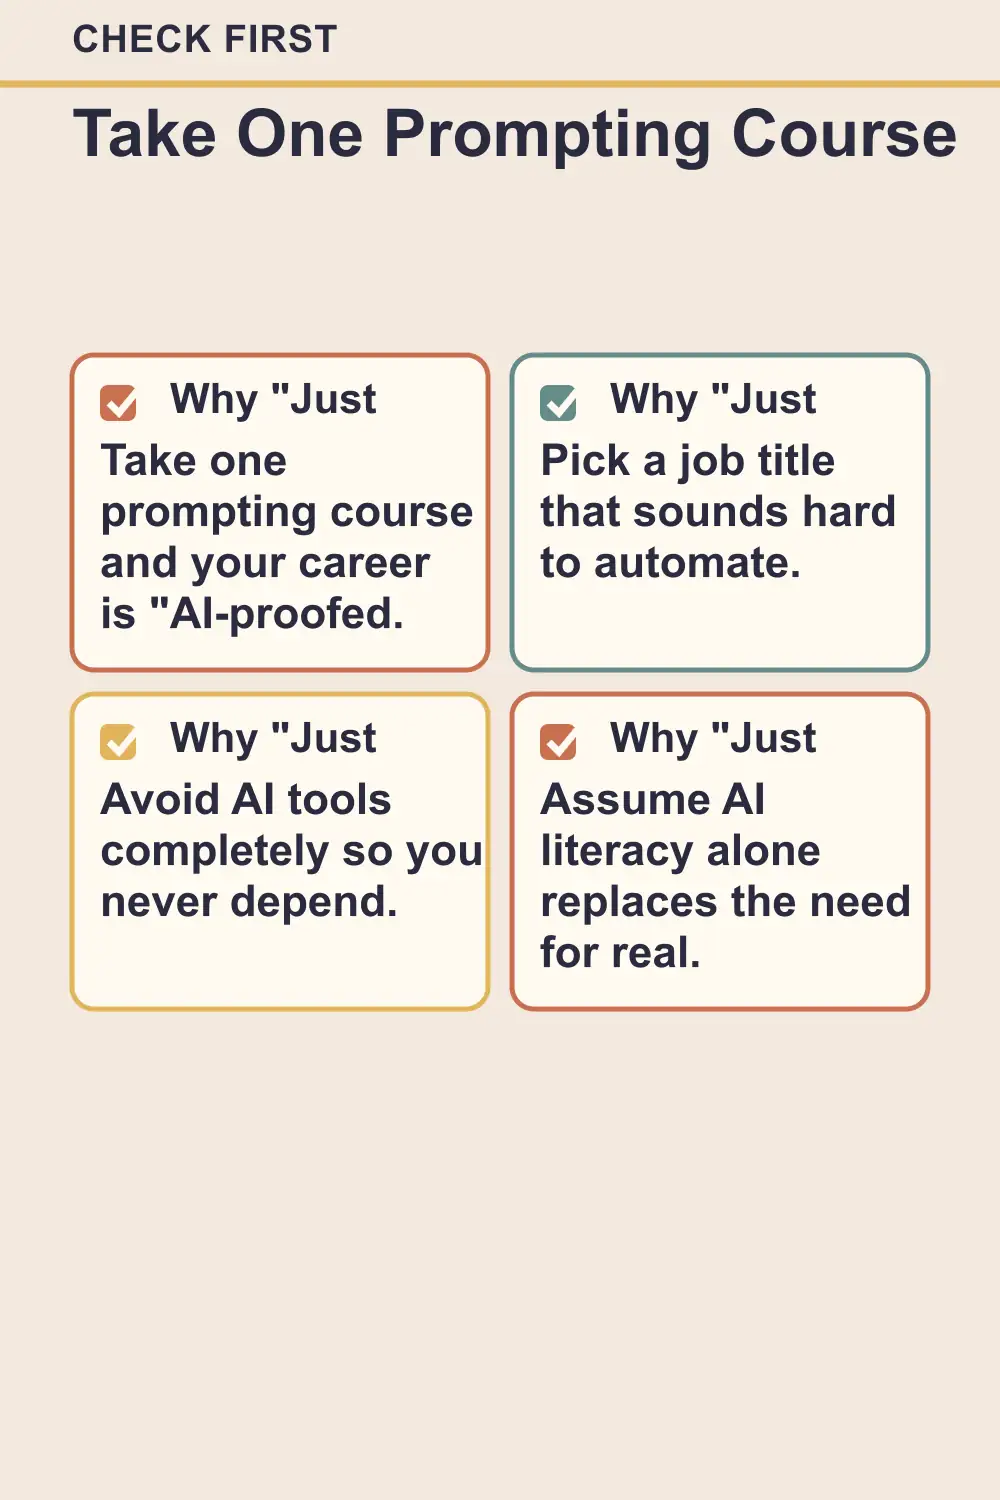 CHECK FIRST
Take One Prompting Course
Why "Just
Take one
prompting course
and your career
is "AI-proofed.
Why "Just
Pick a job title
that sounds hard
to automate.
Why "Just
Avoid AI tools
completely so you
never depend.
Why "Just
Assume AI
literacy alone
replaces the need
for real.